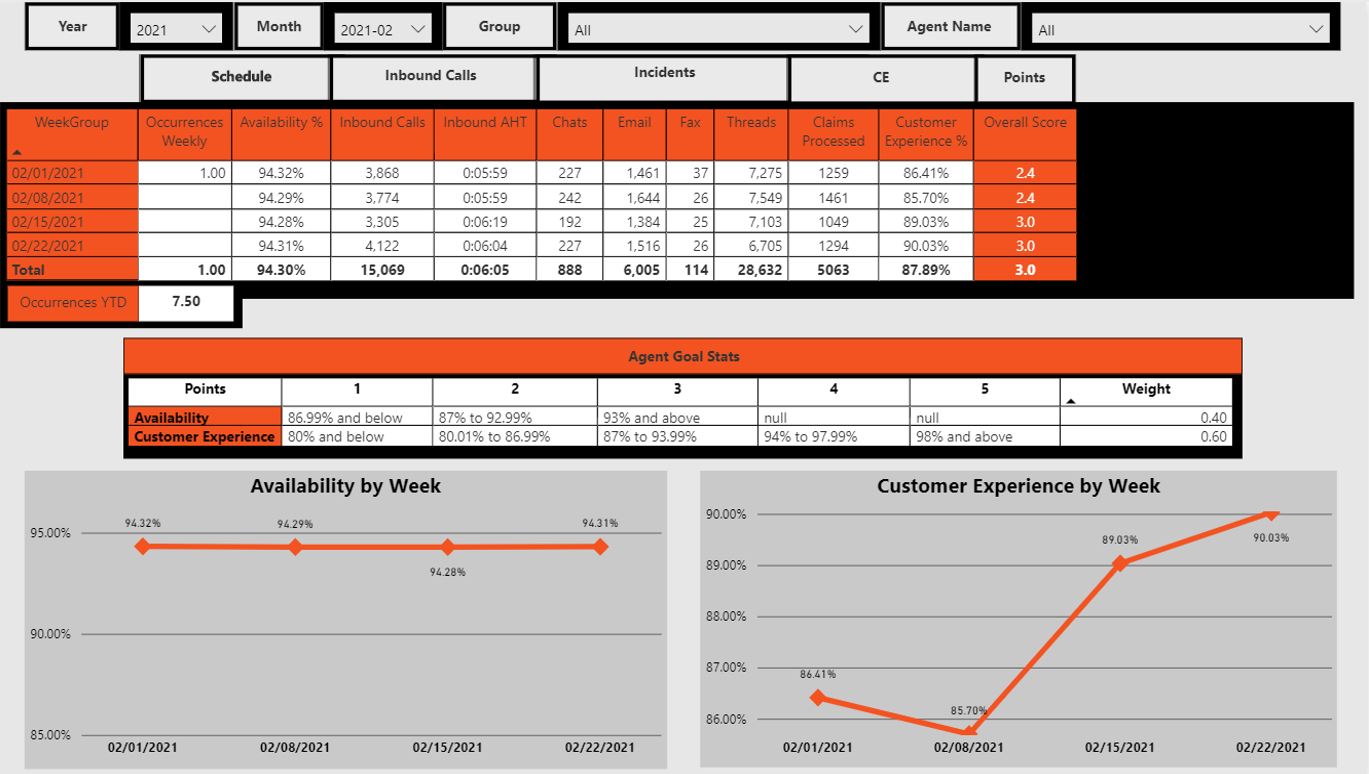 Year 2021 Month 2021-02 Group All Agent Name All
Schedule Inbound Calls Incidents CE Points
WeekGroup Occurrences Weekly Availability % Inbound Calls Inbound AHT Chats Email Fax Threads Claims Processed Customer Experience % Overall Score
02/01/2021 1.00 94.32% 3,868 0:05:59 227 1,461 37 7,275 1259 86.41% 2.4
02/08/2021 94.29% 3,774 0:05:59 242 1,644 26 7,549 1461 85.70% 2.4
02/15/2021 94.28% 3,305 0:06:19 192 1,384 25 7,103 1049 89.03% 3.0
02/22/2021 94.31% 4,122 0:06:04 227 1,516 26 6,705 1294 90.03% 3.0
Total 1.00 94.30% 15,069 0:06:05 888 6,005 114 28,632 5063 87.89% 3.0
Occurrences YTD 7.50
Agent Goal Stats
Points 1 2 3 4 5 Weight
Availability 86.99% and below 87% to 92.99% 93% and above null null 0.40
Customer Experience 80% and below 80.01% to 86.99% 87% to 93.99% 94% to 97.99% 98% and above 0.60
Availability by Week
95.00%
90.00%
85.00%
94.32% 94.29% 94.28% 94.31%
02/01/2021 02/08/2021 02/15/2021 02/22/2021
Customer Experience by Week
90.00%
89.00%
88.00%
87.00%
86.00%
86.41% 85.70% 89.03% 90.03%
02/01/2021 02/08/2021 02/15/2021 02/22/2021